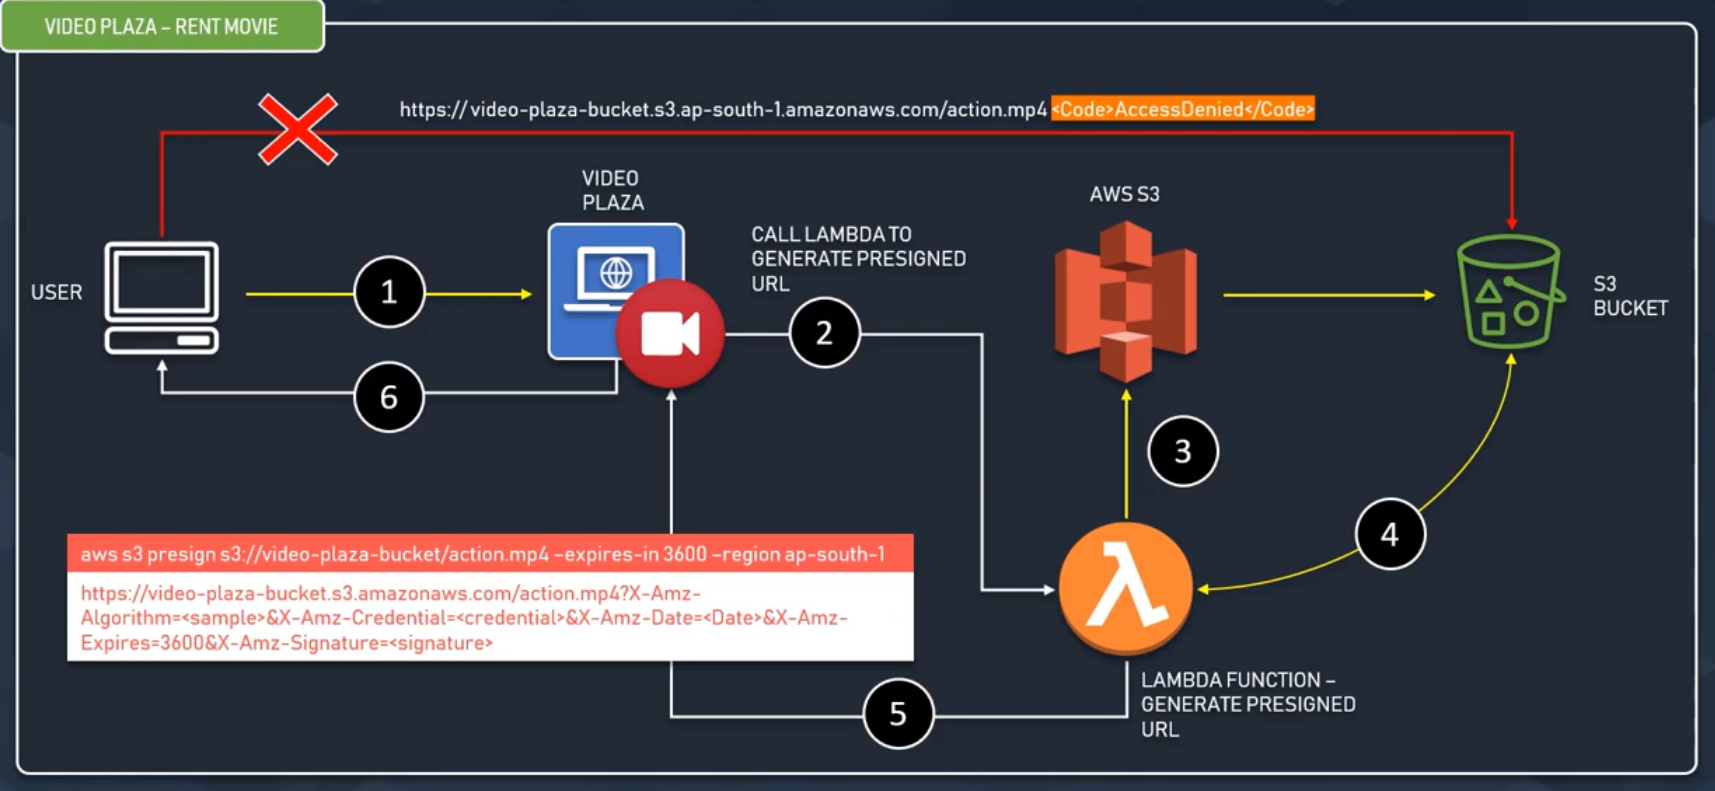 VIDEO PLAZA – RENT MOVIE
https://video-plaza-bucket.s3.ap-south-1.amazonaws.com/action.mp4 <Code>AccessDenied</Code>
VIDEO
PLAZA
AWS S3
CALL LAMBDA TO
GENERATE PRESIGNED
URL
USER
1
2
S3
BUCKET
6
3
4
aws s3 presign s3://video-plaza-bucket/action.mp4 –expires-in 3600 –region ap-south-1
https://video-plaza-bucket.s3.amazonaws.com/action.mp4?X-Amz-
Algorithm=<sample>&X-Amz-Credential=<credential>&X-Amz-Date=<Date>&X-Amz-
Expires=3600&X-Amz-Signature=<signature>
λ
5
LAMBDA FUNCTION –
GENERATE PRESIGNED
URL